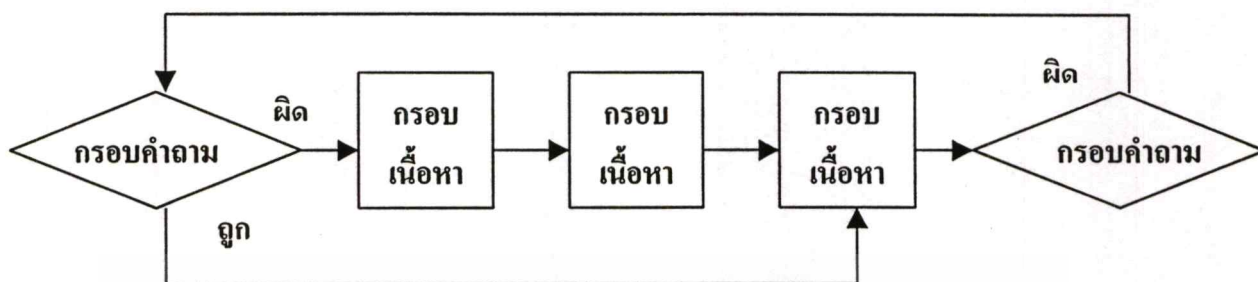 ผิด
ผิด
กรอบคำถาม
กรอบ
เนื้อหา
กรอบ
เนื้อหา
กรอบ
เนื้อหา
กรอบคำถาม
ถูก